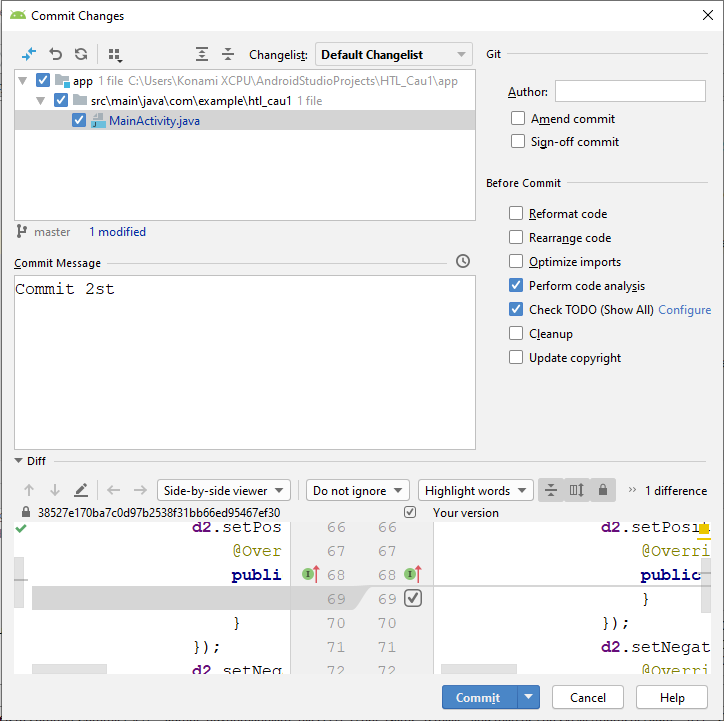 Commit Changes
Changelist: Default Changelist
app 1 file C:\Users\Konami XCPU\AndroidStudioProjects\HTL_Cau1\app
src\main\java\com\example\htl_cau1 1 file
MainActivity.java
master 1 modified
Commit Message
Commit 2st
Git
Author:
Amend commit
Sign-off commit
Before Commit
Reformat code
Rearrange code
Optimize imports
Perform code analysis
Check TODO (Show All) Configure
Cleanup
Update copyright
Diff
Side-by-side viewer Do not ignore Highlight words 1 difference
38527e170ba7c0d97b2538f31bb66ed95467ef30 Your version
d2.setPos 66 66 d2.setPosi
@Over 67 67 @Overri
publi 68 68 public
69 69 }
} 70 70 });
}); 71 71 d2.setNegat
d2.setNeg 72 72 @Overri
Commit Cancel Help